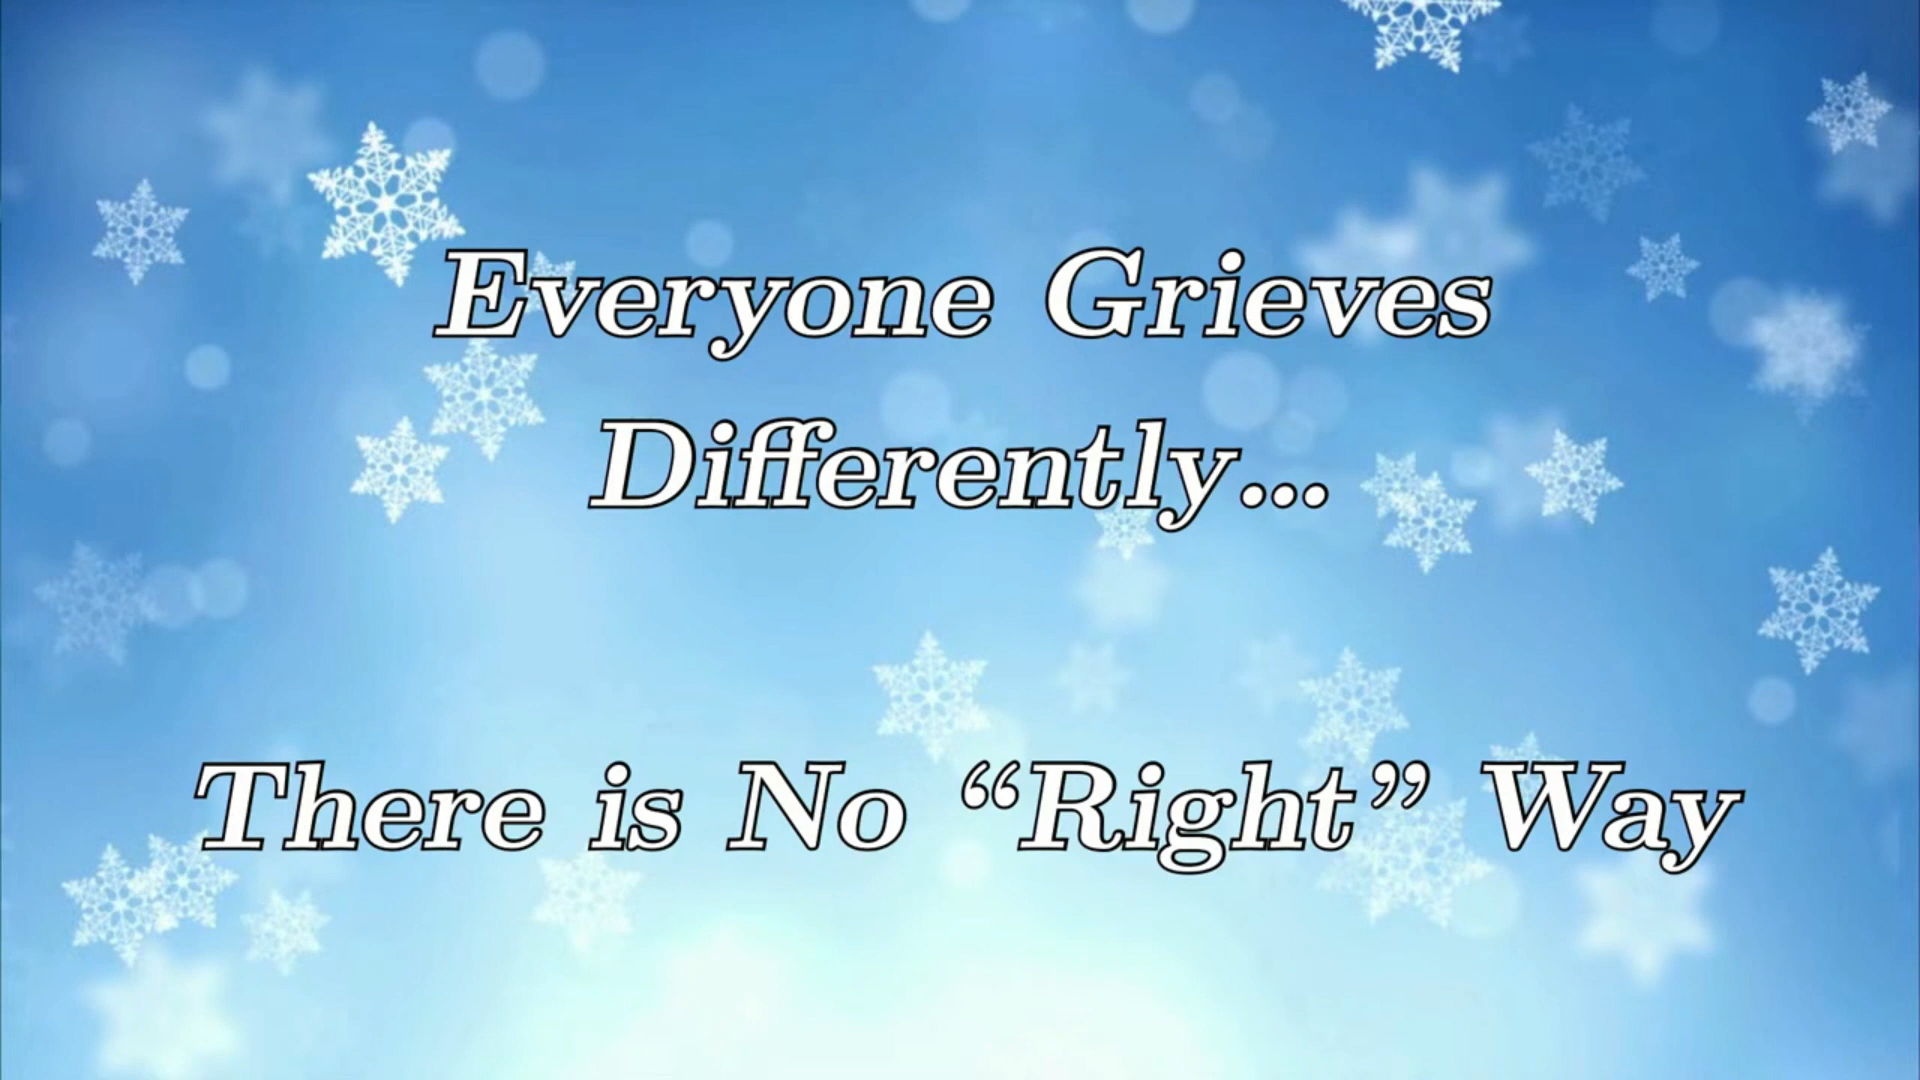 Everyone Grieves
Differently...
There is No “Right” Way